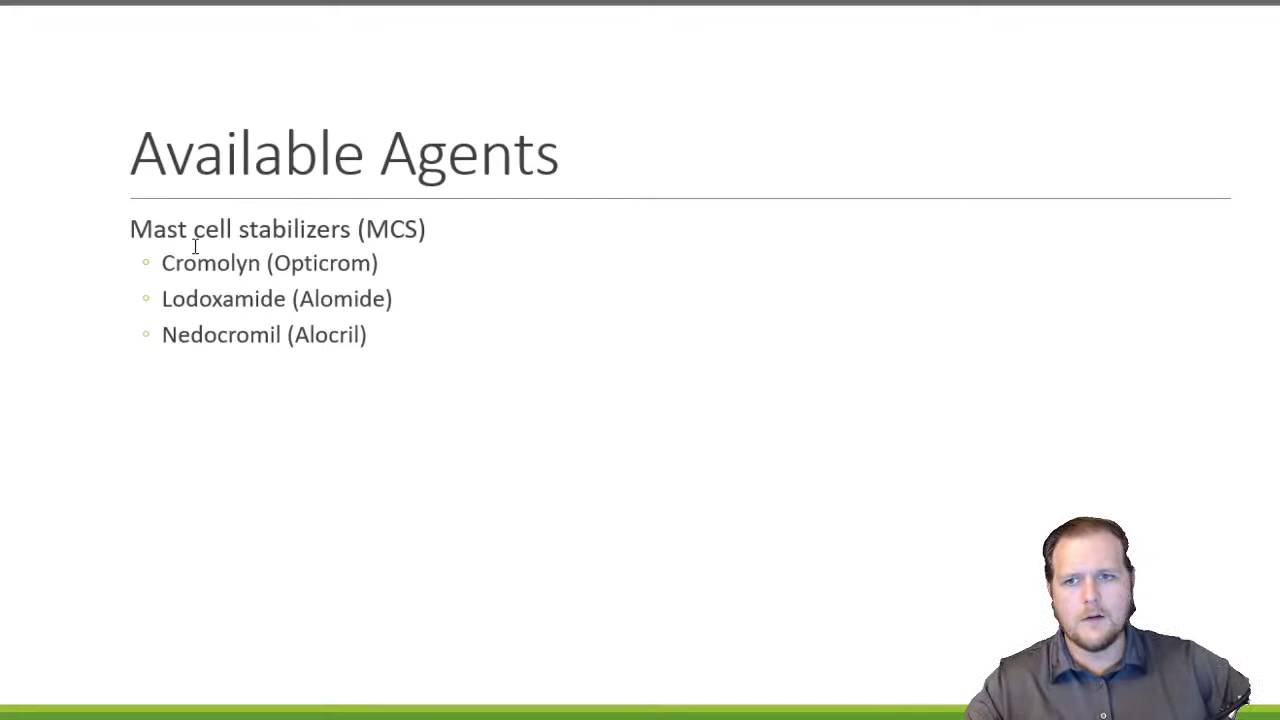 Available Agents
Mast cell stabilizers (MCS)
Cromolyn (Opticrom)
Lodoxamide (Alomide)
Nedocromil (Alocril)